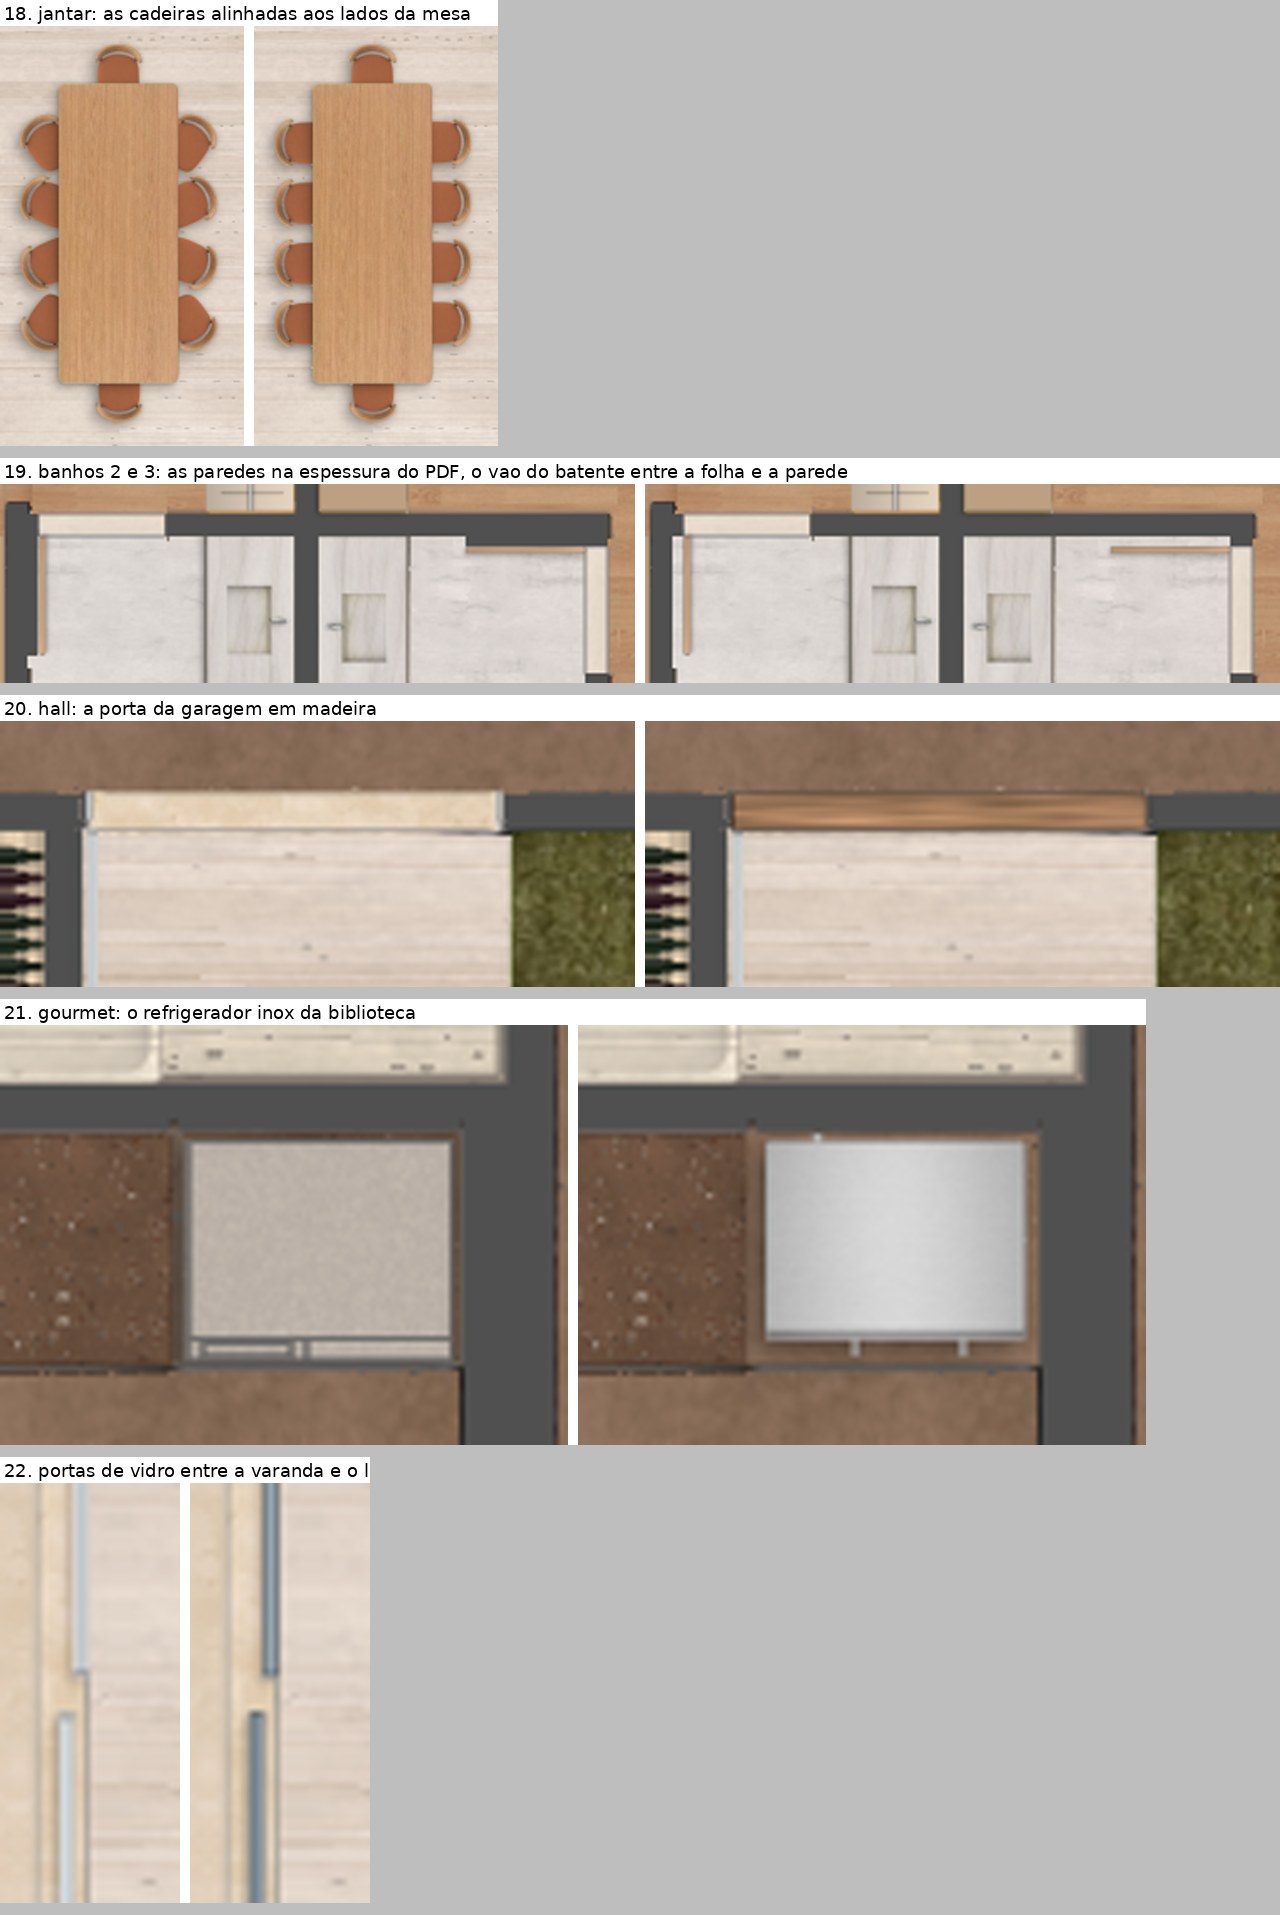 18. jantar: as cadeiras alinhadas aos lados da mesa
19. banhos 2 e 3: as paredes na espessura do PDF, o vao do batente entre a folha e a parede
20. hall: a porta da garagem em madeira
21. gourmet: o refrigerador inox da biblioteca
22. portas de vidro entre a varanda e o l